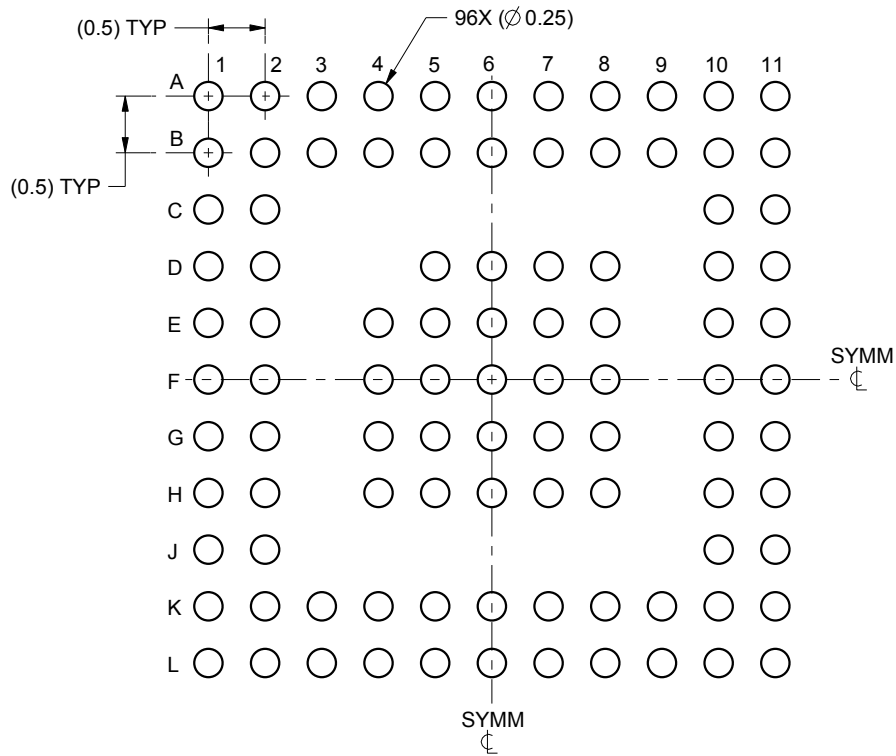 (0.5) TYP
96X (∅ 0.25)
1 2 3 4 5 6 7 8 9 10 11
A
B
(0.5) TYP
C
D
E
SYMM
℄
F
G
H
J
K
L
SYMM
℄